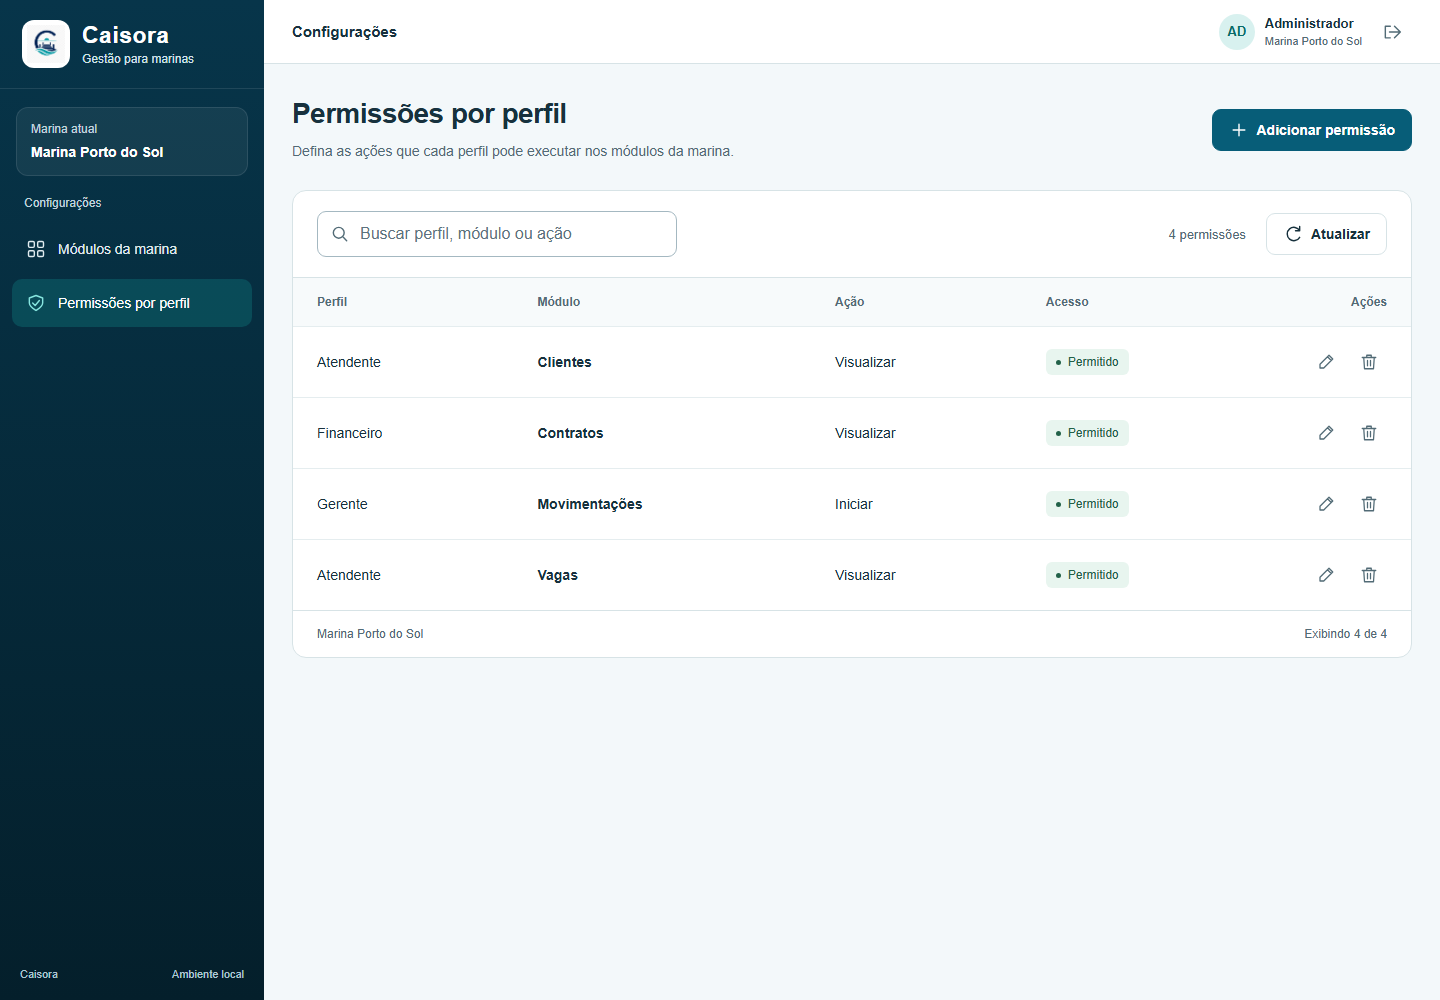 Caisora
Gestão para marinas
Marina atual
Marina Porto do Sol
Configurações
Módulos da marina
Permissões por perfil
Caisora
Ambiente local
Configurações
AD
Administrador
Marina Porto do Sol
Permissões por perfil
Defina as ações que cada perfil pode executar nos módulos da marina.
Adicionar permissão
Buscar perfil, módulo ou ação
4 permissões
Atualizar
Perfil Módulo Ação Acesso Ações
Atendente Clientes Visualizar Permitido
Financeiro Contratos Visualizar Permitido
Gerente Movimentações Iniciar Permitido
Atendente Vagas Visualizar Permitido
Marina Porto do Sol
Exibindo 4 de 4